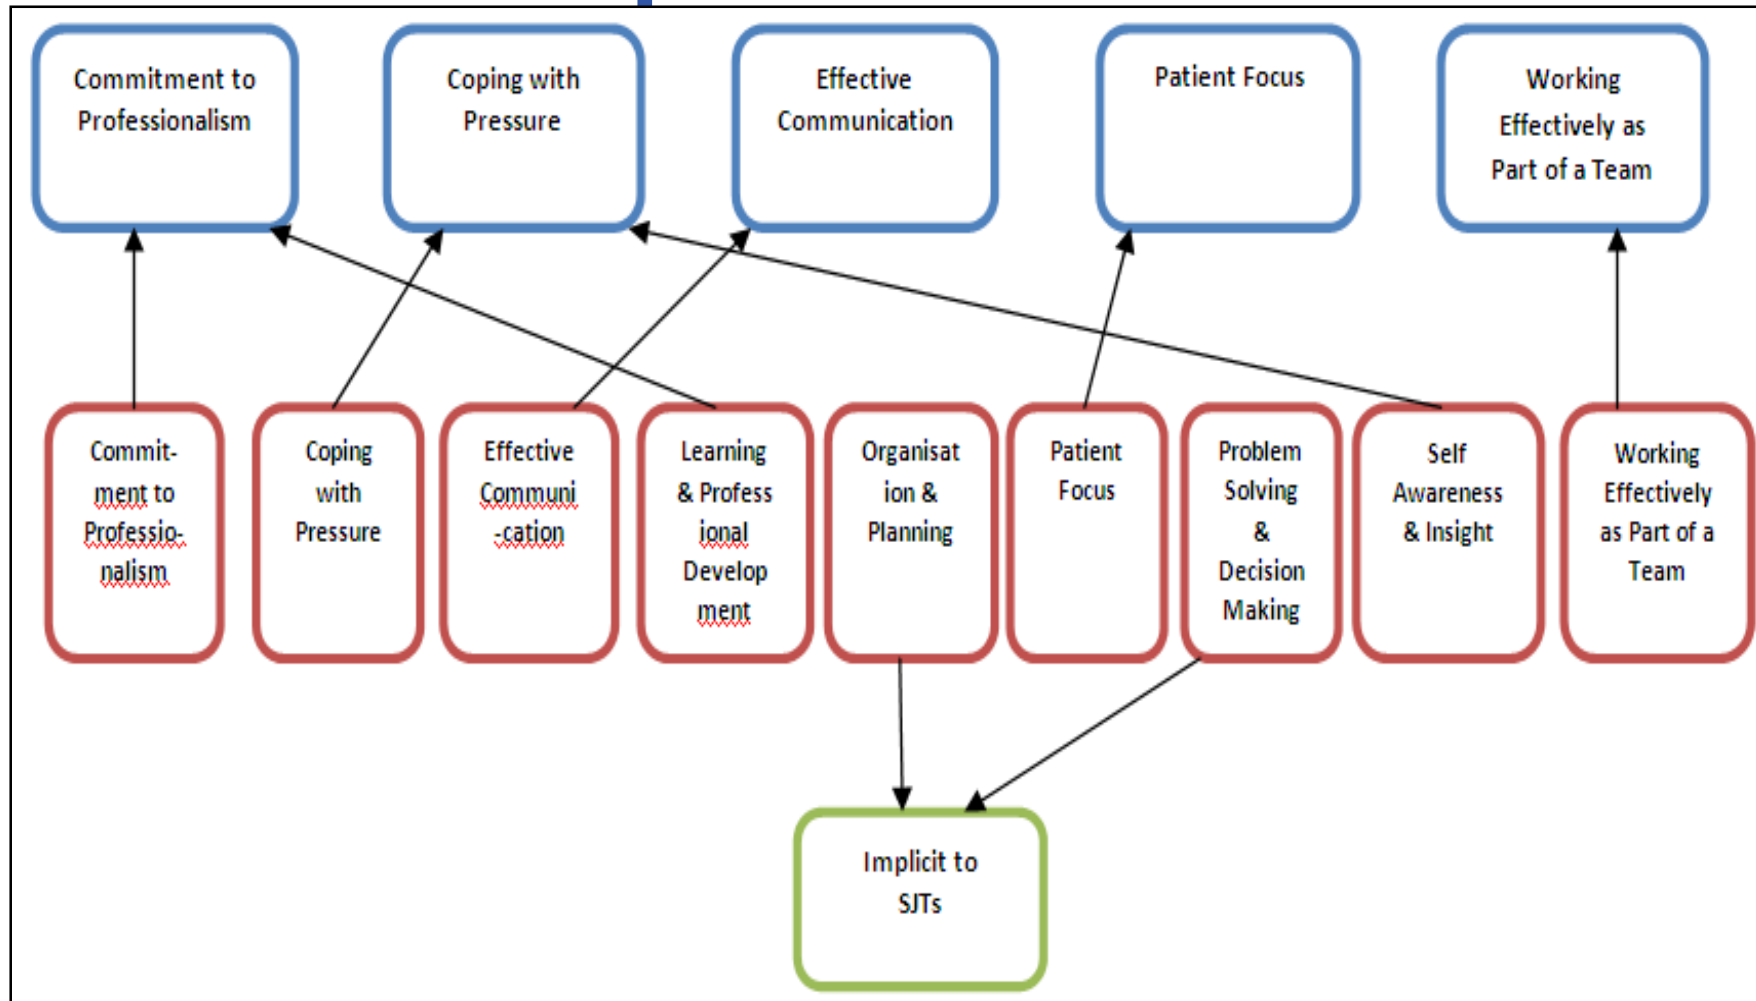 Commitment to
Professionalism
Coping with
Pressure
Effective
Communication
Patient Focus
Working
Effectively as
Part of a Team
Commit-
ment to
Professio-
nalism
Coping
with
Pressure
Effective
Communi
-cation
Learning
& Profess
ional
Develop
ment
Organisat
ion &
Planning
Patient
Focus
Problem
Solving
&
Decision
Making
Self
Awareness
& Insight
Working
Effectively
as Part of a
Team
Implicit to
SJTs